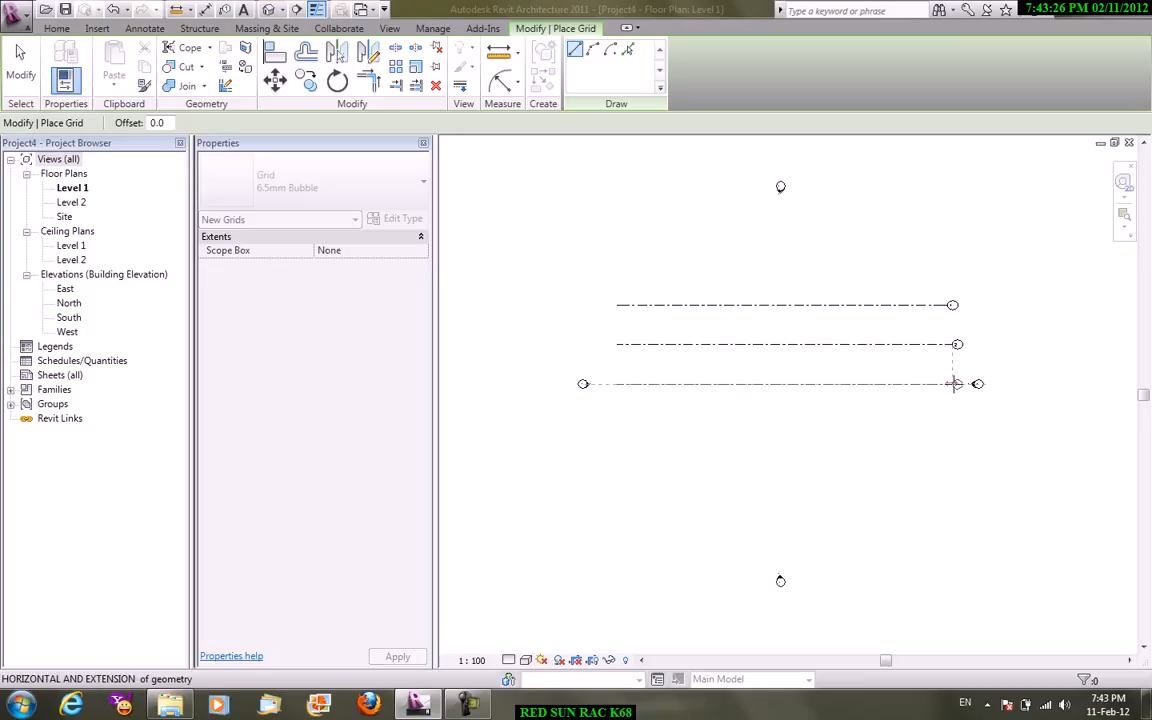 Autodesk Revit Architecture 2011 - [Project4 - Floor Plan: Level 1]
Type a keyword or phrase
7:43:26 PM 02/11/2012
Home
Insert
Annotate
Structure
Massing & Site
Collaborate
View
Manage
Add-Ins
Modify | Place Grid
Modify
Paste
Cope
Cut
Join
Select
Properties
Clipboard
Geometry
Modify
View
Measure
Create
Draw
Modify | Place Grid
Offset: 0.0
Project4 - Project Browser
Views (all)
Floor Plans
Level 1
Level 2
Site
Ceiling Plans
Level 1
Level 2
Elevations (Building Elevation)
East
North
South
West
Legends
Schedules/Quantities
Sheets (all)
Families
Groups
Revit Links
Properties
Grid
6.5mm Bubble
New Grids
Edit Type
Extents
Scope Box
None
Properties help
Apply
1 : 100
HORIZONTAL AND EXTENSION of geometry
Main Model
:0
EN
7:43 PM
11-Feb-12
RED SUN RAC K68